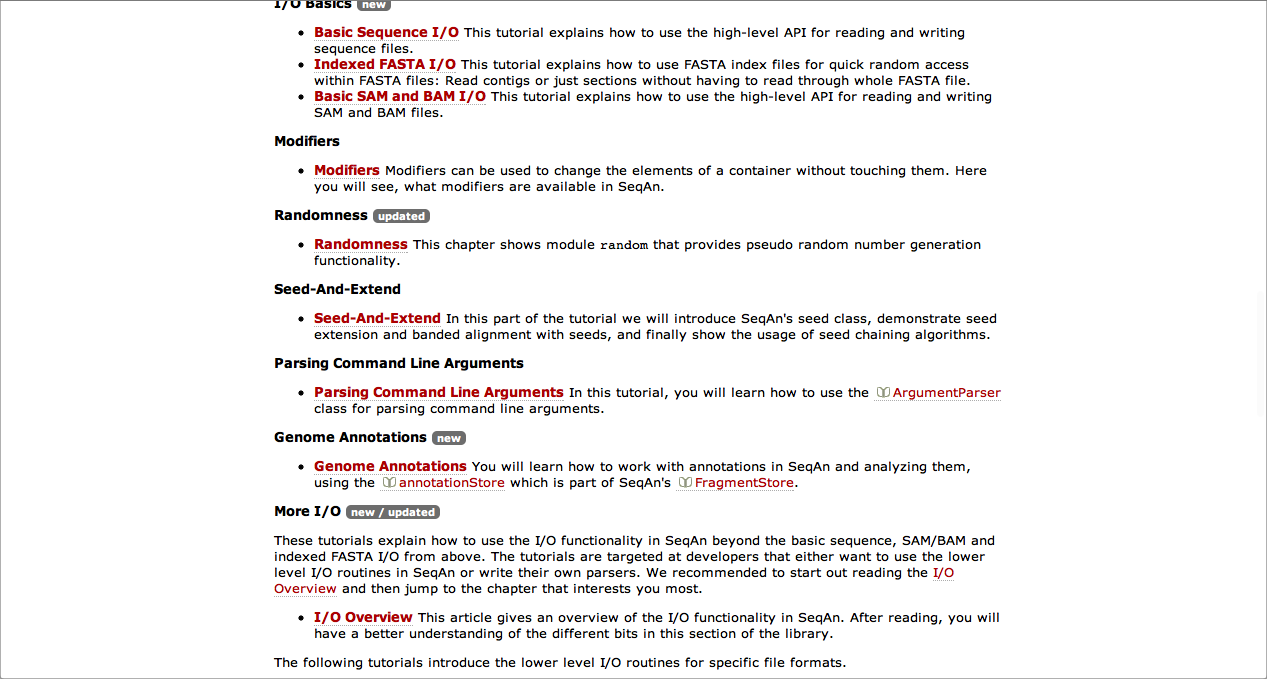 I/O Basics new
Basic Sequence I/O This tutorial explains how to use the high-level API for reading and writing
sequence files.
Indexed FASTA I/O This tutorial explains how to use FASTA index files for quick random access
within FASTA files: Read contigs or just sections without having to read through whole FASTA file.
Basic SAM and BAM I/O This tutorial explains how to use the high-level API for reading and writing
SAM and BAM files.
Modifiers
Modifiers Modifiers can be used to change the elements of a container without touching them. Here
you will see, what modifiers are available in SeqAn.
Randomness updated
Randomness This chapter shows module random that provides pseudo random number generation
functionality.
Seed-And-Extend
Seed-And-Extend In this part of the tutorial we will introduce SeqAn's seed class, demonstrate seed
extension and banded alignment with seeds, and finally show the usage of seed chaining algorithms.
Parsing Command Line Arguments
Parsing Command Line Arguments In this tutorial, you will learn how to use the ArgumentParser
class for parsing command line arguments.
Genome Annotations new
Genome Annotations You will learn how to work with annotations in SeqAn and analyzing them,
using the annotationStore which is part of SeqAn's FragmentStore.
More I/O new / updated
These tutorials explain how to use the I/O functionality in SeqAn beyond the basic sequence, SAM/BAM and
indexed FASTA I/O from above. The tutorials are targeted at developers that either want to use the lower
level I/O routines in SeqAn or write their own parsers. We recommended to start out reading the I/O
Overview and then jump to the chapter that interests you most.
I/O Overview This article gives an overview of the I/O functionality in SeqAn. After reading, you will
have a better understanding of the different bits in this section of the library.
The following tutorials introduce the lower level I/O routines for specific file formats.